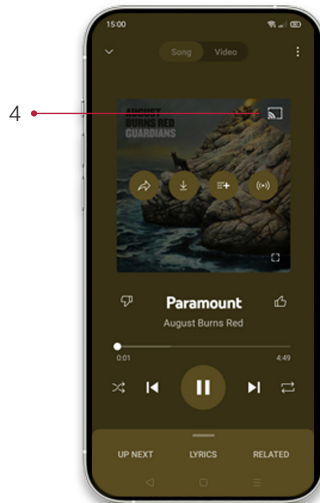 15:00
Song Video
4
AUGUST
BURNS RED
GUARDIANS
Paramount
August Burns Red
0:01 4:49
UP NEXT LYRICS RELATED